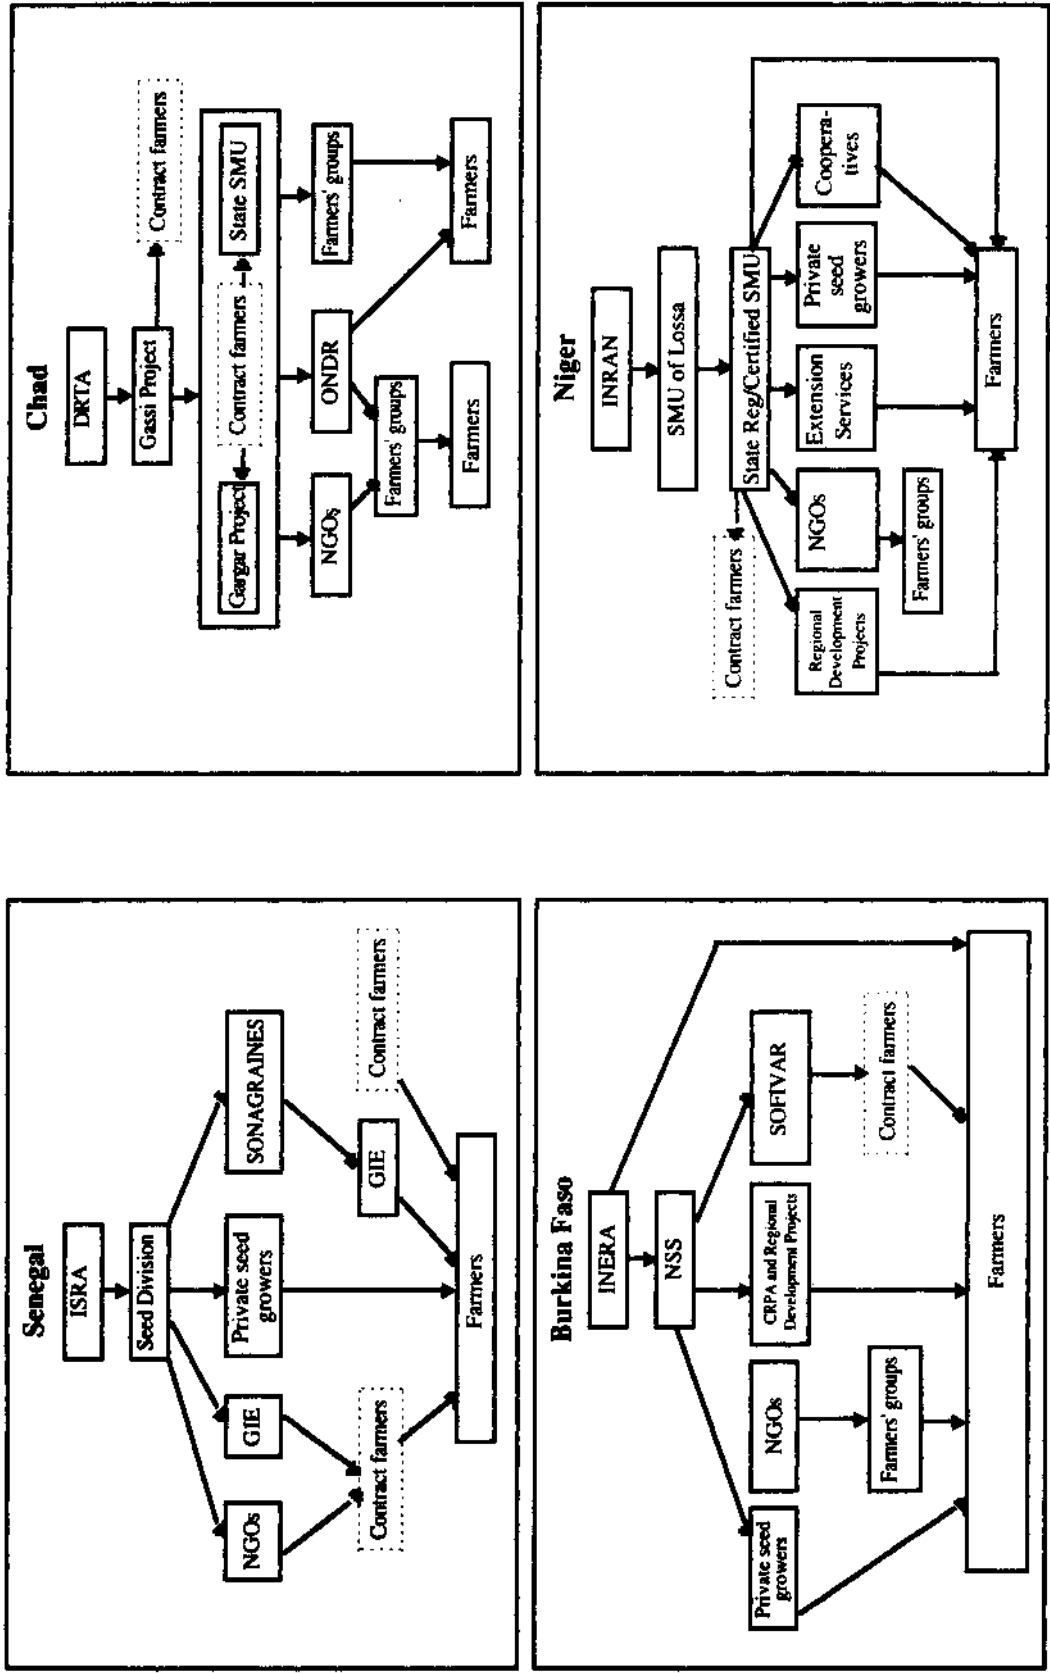 Senegal
ISRA
Seed Division
NGOs
GIE
Private seed
growers
SONAGRAINES
Contract farmers
GIE
Contract farmers
Farmers
Chad
DRTA
Gassi Project
Contract farmers
Gangar Project
Contract farmers
State SMU
NGOs
ONDR
Farmers' groups
Farmers' groups
Farmers
Farmers
Burkina Faso
INERA
NSS
Private seed
growers
NGOs
CRPA and Regional
Development Projects
SOFIVAR
Farmers' groups
Contract farmers
Farmers
Niger
INRAN
SMU of Lossa
State Reg/Certified SMU
Contract farmers
Regional
Development
Projects
NGOs
Extension
Services
Private
seed
growers
Coopera-
tives
Farmers' groups
Farmers